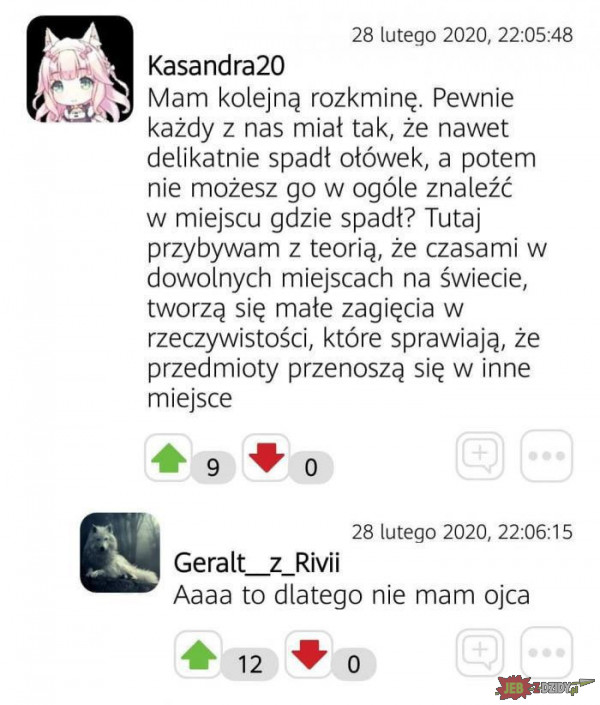 28 lutego 2020, 22:05:48
Kasandra20
Mam kolejną rozkminę. Pewnie
każdy z nas miał tak, że nawet
delikatnie spadł ołówek, a potem
nie możesz go w ogóle znaleźć
w miejscu gdzie spadł? Tutaj
przybywam z teorią, że czasami w
dowolnych miejscach na świecie,
tworzą się małe zagięcia w
rzeczywistości, które sprawiają, że
przedmioty przenoszą się w inne
miejsce
9 0
28 lutego 2020, 22:06:15
Geralt__z_Rivii
Aaaa to dlatego nie mam ojca
12 0
JEB Z DZIDY.pl